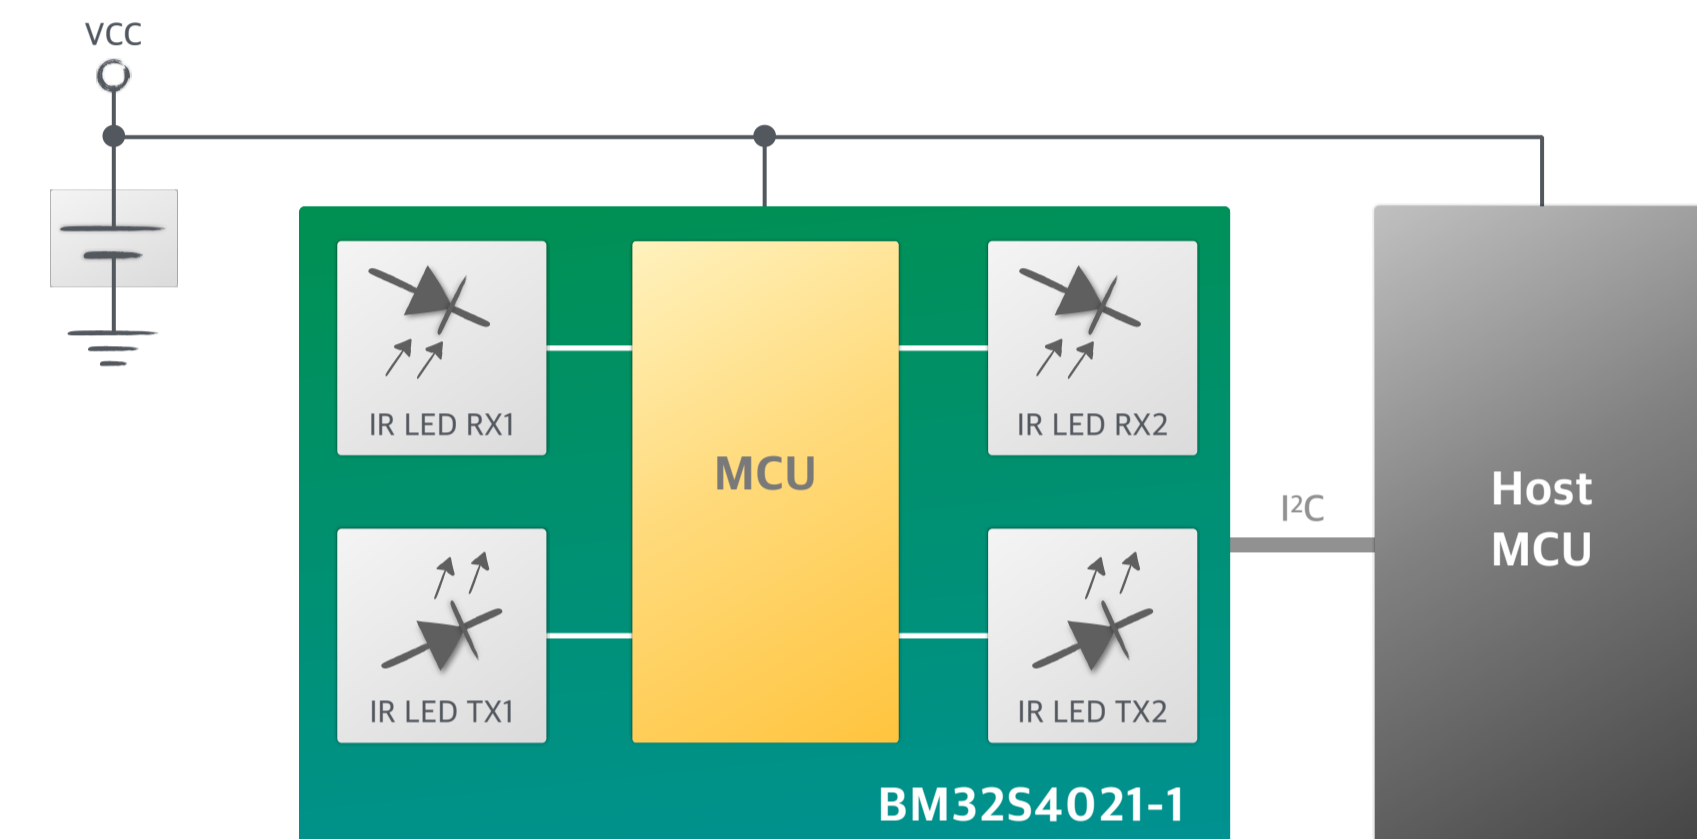 VCC
IR LED RX1
IR LED RX2
MCU
I²C
Host
MCU
IR LED TX1
IR LED TX2
BM32S4021-1